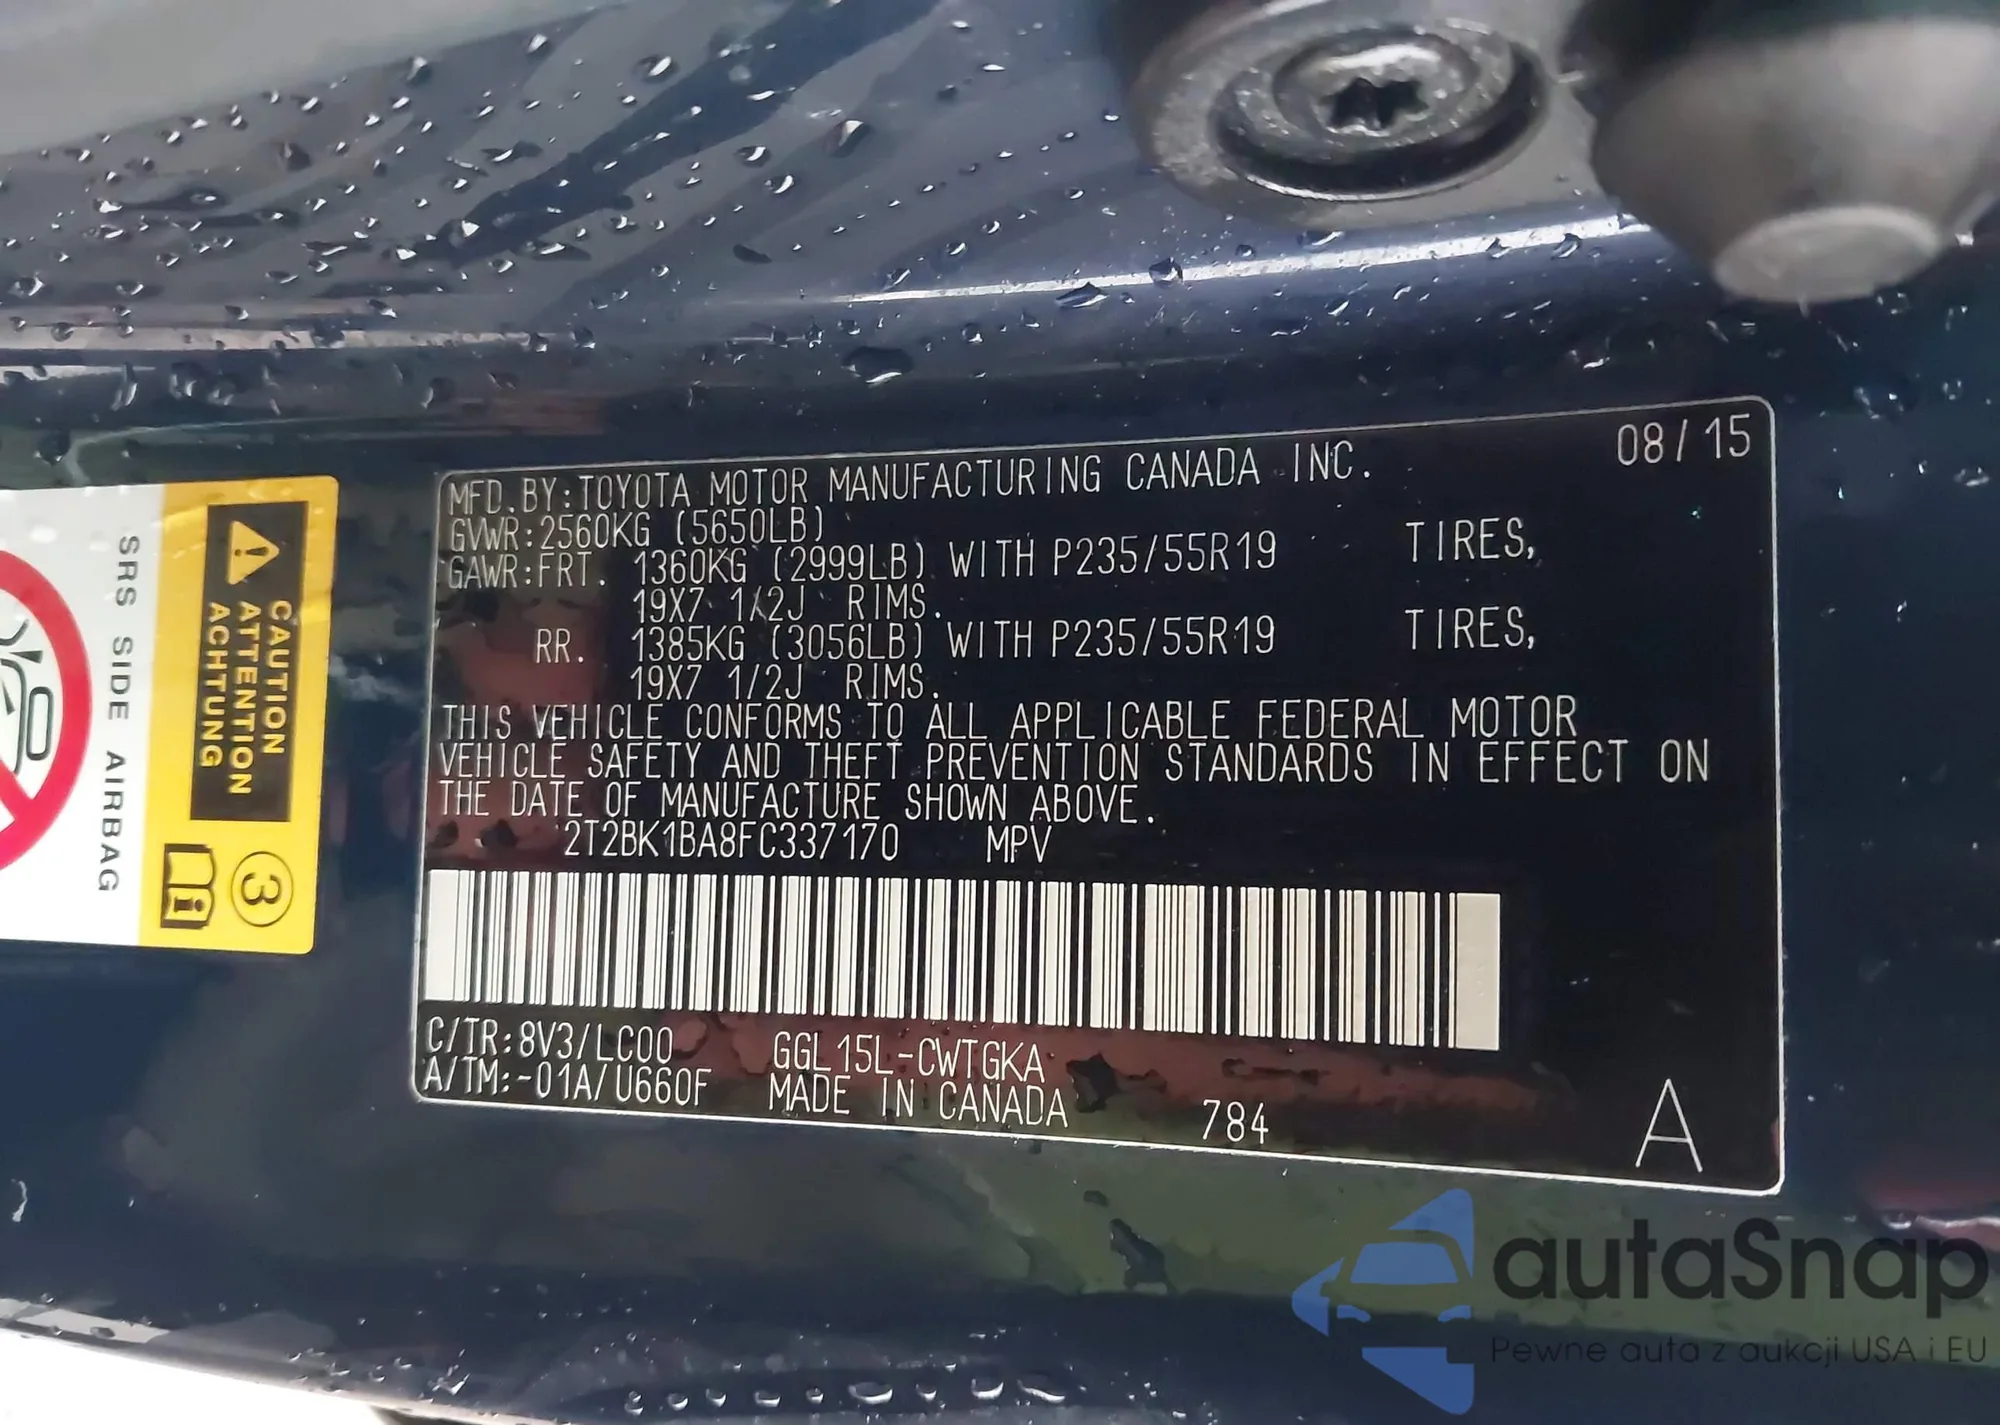 08/15
MFD.BY:TOYOTA MOTOR MANUFACTURING CANADA INC.
GVWR:2560KG (5650LB)
GAWR:FRT. 1360KG (2999LB) WITH P235/55R19 TIRES,
19X7 1/2J RIMS.
RR. 1385KG (3056LB) WITH P235/55R19 TIRES,
19X7 1/2J RIMS.
THIS VEHICLE CONFORMS TO ALL APPLICABLE FEDERAL MOTOR
VEHICLE SAFETY AND THEFT PREVENTION STANDARDS IN EFFECT ON
THE DATE OF MANUFACTURE SHOWN ABOVE.
2T2BK1BA8FC337170 MPV
C/TR:8V3/LC00 GGL15L-CWTGKA
A/TM:-01A/U660F MADE IN CANADA 784 A
CAUTION
ATTENTION
ACHTUNG
3
i
SRS SIDE AIRBAG
autaSnap
Pewne auta z aukcji USA i EU